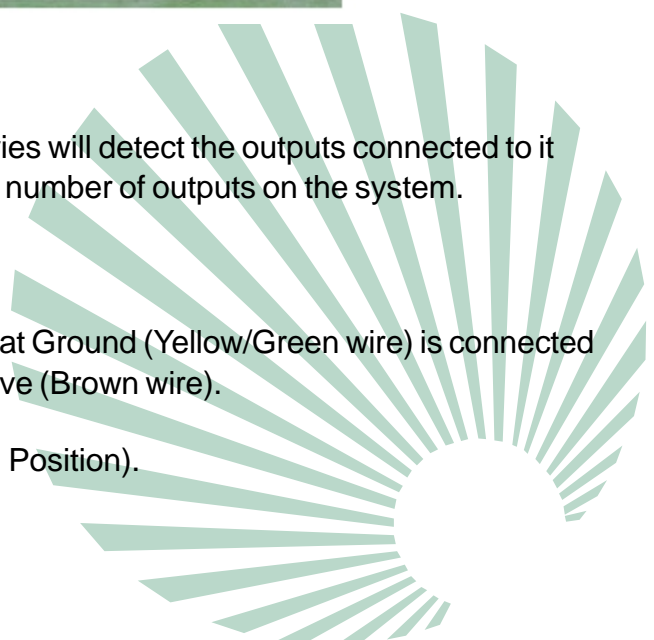 ies will detect the outputs connected to it
number of outputs on the system.
at Ground (Yellow/Green wire) is connected
ve (Brown wire).
Position).